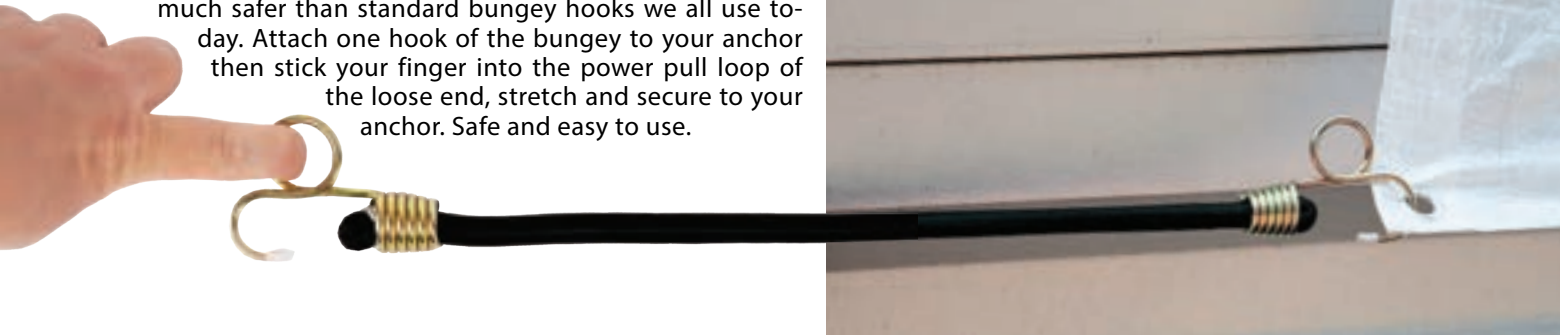 much safer than standard bungey hooks we all use to-
day. Attach one hook of the bungey to your anchor
then stick your finger into the power pull loop of
the loose end, stretch and secure to your
anchor. Safe and easy to use.